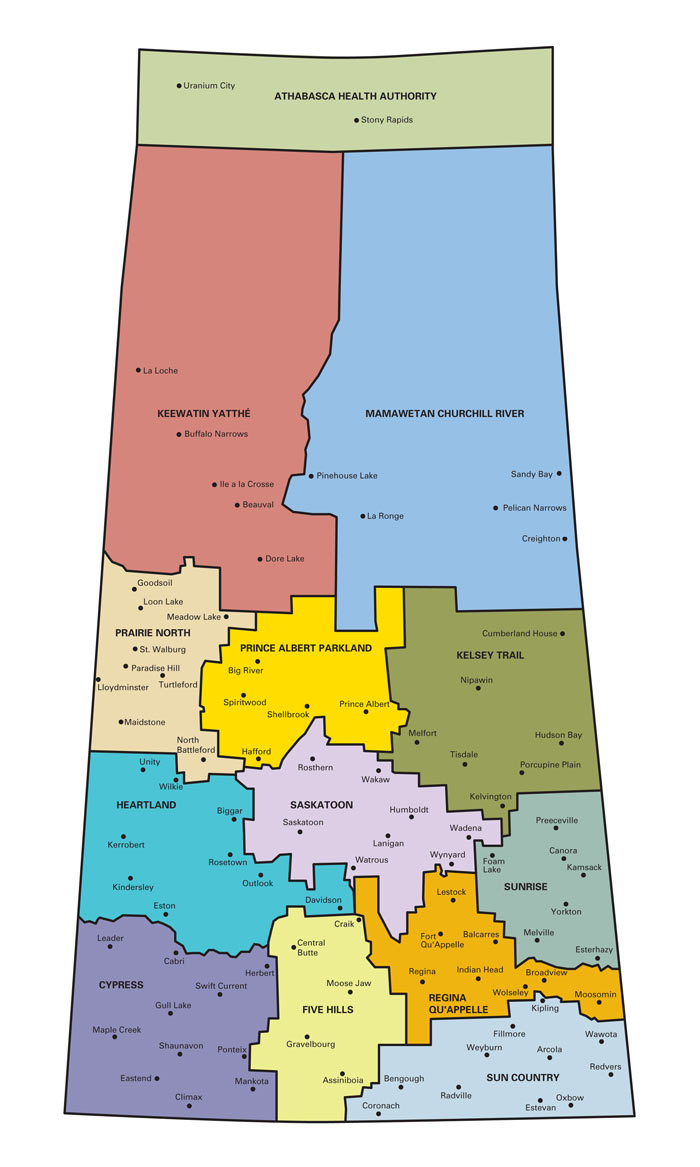 Uranium City
ATHABASCA HEALTH AUTHORITY
Stony Rapids
La Loche
KEEWATIN YATTHÉ
MAMAWETAN CHURCHILL RIVER
Buffalo Narrows
Pinehouse Lake
Sandy Bay
Ile a la Crosse
Beauval
Pelican Narrows
La Ronge
Creighton
Dore Lake
Goodsoil
Loon Lake
Meadow Lake
PRAIRIE NORTH
Cumberland House
St. Walburg
PRINCE ALBERT PARKLAND
KELSEY TRAIL
Paradise Hill
Big River
Lloydminster
Turtleford
Nipawin
Spiritwood
Prince Albert
Shellbrook
Maidstone
Melfort
Hudson Bay
North
Battleford
Hafford
Tisdale
Unity
Rosthern
Porcupine Plain
Wilkie
Wakaw
Kelvington
HEARTLAND
SASKATOON
Biggar
Humboldt
Saskatoon
Preeceville
Wadena
Kerrobert
Lanigan
Canora
Rosetown
Watrous
Wynyard
Foam
Lake
Kamsack
Kindersley
Outlook
SUNRISE
Lestock
Davidson
Eston
Yorkton
Craik
Leader
Central
Butte
Fort
Qu'Appelle
Balcarres
Melville
Cabri
Esterhazy
Herbert
Regina
Indian Head
Broadview
CYPRESS
Swift Current
Moose Jaw
Wolseley
Moosomin
Gull Lake
FIVE HILLS
REGINA
QU'APPELLE
Kipling
Maple Creek
Fillmore
Wawota
Shaunavon
Ponteix
Gravelbourg
Weyburn
Arcola
Redvers
Eastend
Mankota
Assiniboia
Bengough
SUN COUNTRY
Climax
Radville
Oxbow
Coronach
Estevan